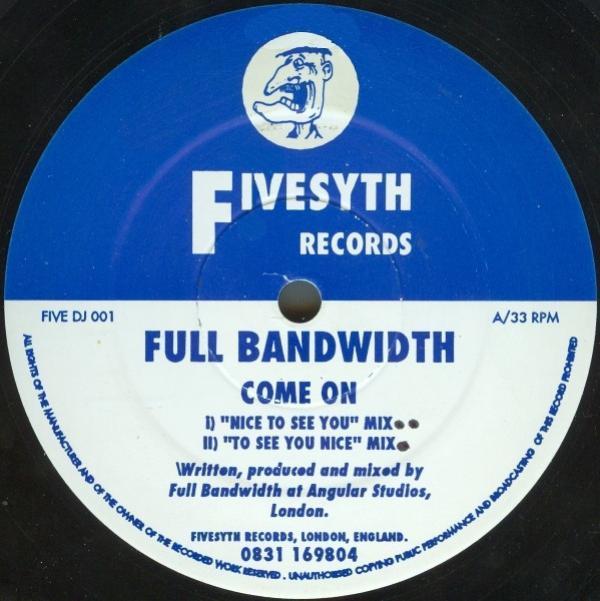 FIVESYTH
RECORDS
FIVE DJ 001
A/33 RPM
FULL BANDWIDTH
COME ON
I) "NICE TO SEE YOU" MIX
II) "TO SEE YOU NICE" MIX
Written, produced and mixed by
Full Bandwidth at Angular Studios,
London.
FIVESYTH RECORDS, LONDON, ENGLAND.
0831 169804
ALL RIGHTS OF THE MANUFACTURER AND OF THE OWNER OF THE RECORDED WORK RESERVED . UNAUTHORISED COPYING PUBLIC PERFORMANCE AND BROADCASTING OF THIS RECORD PROHIBITED